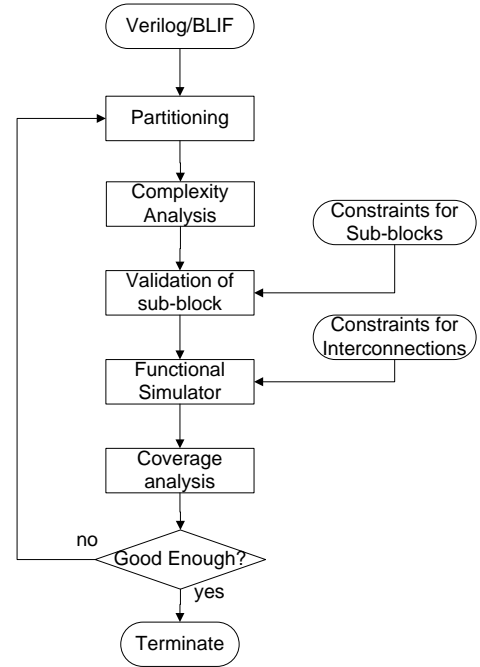 Verilog/BLIF
Partitioning
Complexity
Analysis
Constraints for
Sub-blocks
Validation of
sub-block
Constraints for
Interconnections
Functional
Simulator
Coverage
analysis
no
Good Enough?
yes
Terminate